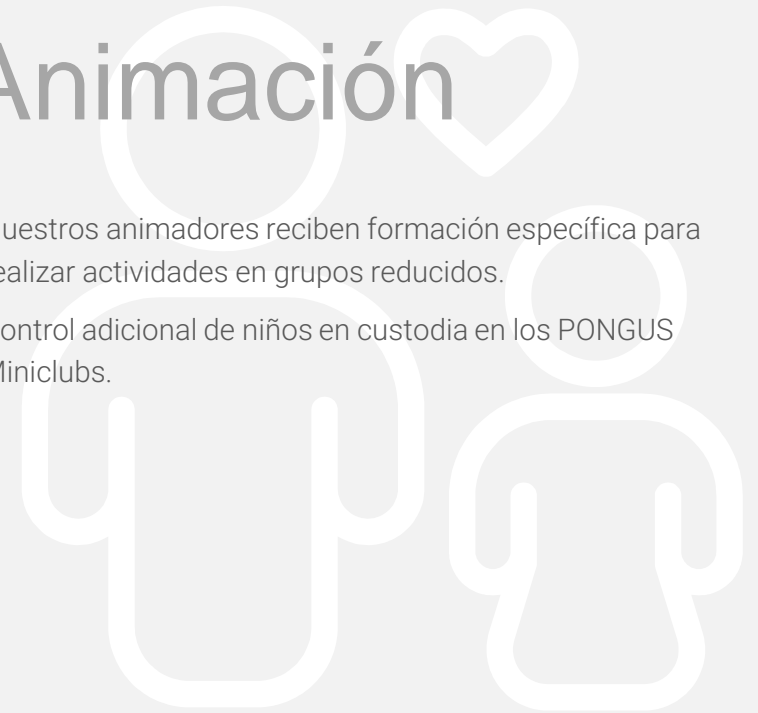 Animación
uestros animadores reciben formación específica para
ealizar actividades en grupos reducidos.
ontrol adicional de niños en custodia en los PONGUS
Miniclubs.